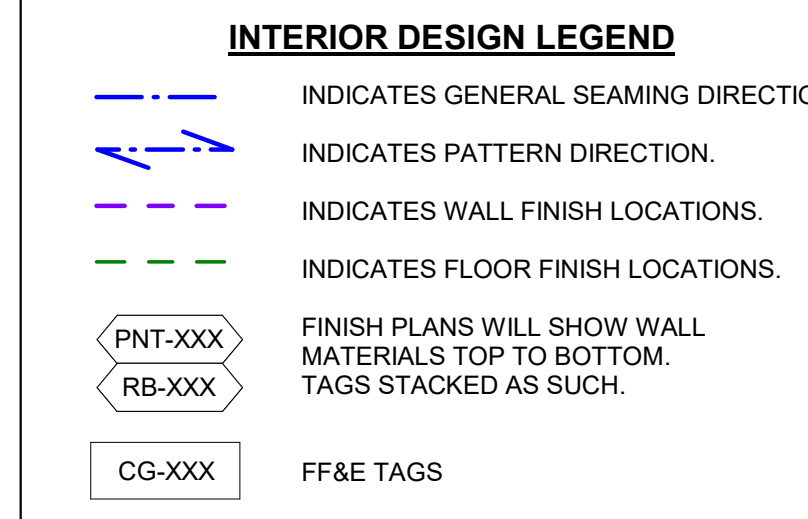 INTERIOR DESIGN LEGEND
INDICATES GENERAL SEAMING
INDICATES PATTERN DIRECTION.
INDICATES WALL FINISH LOCATIONS.
INDICATES FLOOR FINISH LOCATIONS.
PNT-XXX
RB-XXX
FINISH PLANS WILL SHOW WALL
MATERIALS TOP TO BOTTOM.
TAGS STACKED AS SUCH.
CG-XXX
FF&E TAGS